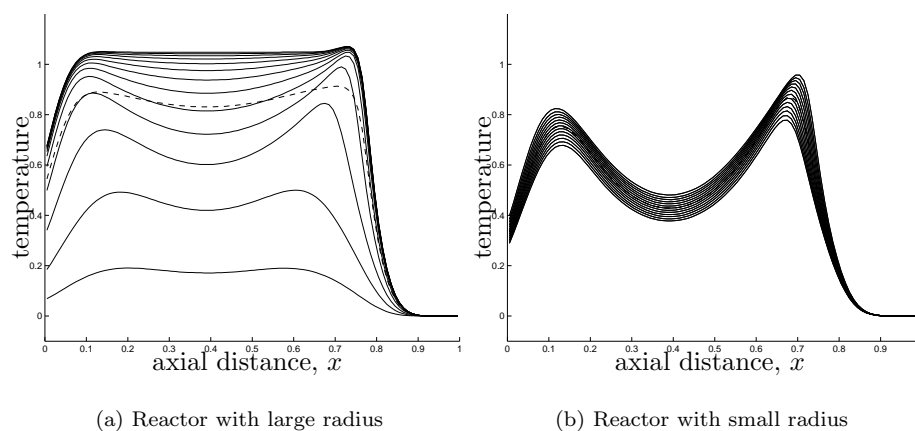 1
0.8
0.6
0.4
0.2
0
temperature
0 0.1 0.2 0.3 0.4 0.5 0.6 0.7 0.8 0.9 1
axial distance, x
(a) Reactor with large radius
1
0.8
0.6
0.4
0.2
0
temperature
0 0.1 0.2 0.3 0.4 0.5 0.6 0.7 0.8 0.9
axial distance, x
(b) Reactor with small radius